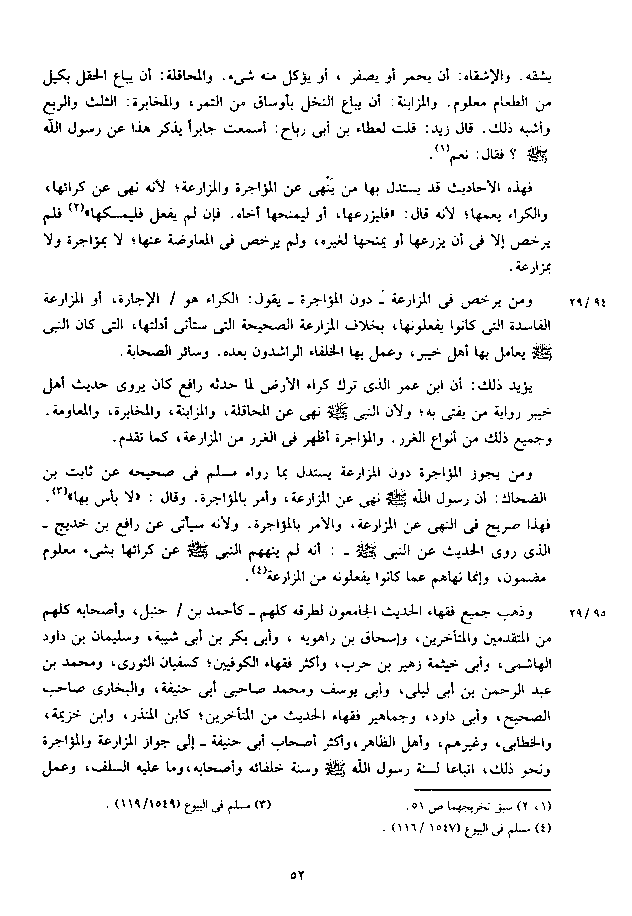 يشقه. والإشقاه: أن يحمر أو يصفر ، أو يؤكل منه شىء. والمحاقلة: أن يباع الحقل بكيل
من الطعام معلوم. والمزابنة: أن يباع النخل بأوساق من التمر، والمخابرة: الثلث والربع
وأشبه ذلك. قال زيد: قلت لعطاء بن أبى رباح: أسمعت جابراً يذكر هذا عن رسول الله
ﷺ ؟ فقال: نعم(١).
فهذه الأحاديث قد يستدل بها من يَنْهى عن المؤاجرة والمزارعة؛ لأنه نهى عن كرائها،
والكراء يعمها؛ لأنه قال: «فليزرعها، أو ليمنحها أخاه. فإن لم يفعل فليمسكها»(٢) فلم
يرخص إلا فى أن يزرعها أو يمنحها لغيره، ولم يرخص فى المعاوضة عنها؛ لا بمؤاجرة ولا
بمزارعة.
٢٩/٩٤ ومن يرخص فى المزارعة ـ دون المؤاجرة ـ يقول: الكراء هو / الإجارة، أو المزارعة
الفاسدة التى كانوا يفعلونها، بخلاف المزارعة الصحيحة التى ستأتى أدلتها، التى كان النبى
ﷺ يعامل بها أهل خيبر، وعمل بها الخلفاء الراشدون بعده. وسائر الصحابة.
يؤيد ذلك: أن ابن عمر الذى ترك كراء الأرض لما حدثه رافع كان يروى حديث أهل
خيبر رواية من يفتى به؛ ولأن النبى ﷺ نهى عن المحاقلة، والمزابنة، والمخابرة، والمعاومة.
وجميع ذلك من أنواع الغرر. والمؤاجرة أظهر فى الغرر من المزارعة، كما تقدم.
ومن يجوز المؤاجرة دون المزارعة يستدل بما رواه مسلم فى صحيحه عن ثابت بن
الضحاك: أن رسول الله ﷺ نهى عن المزارعة، وأمر بالمؤاجرة. وقال : «لا بأس بها»(٣).
فهذا صريح فى النهى عن المزارعة، والأمر بالمؤاجرة. ولأنه سيأتى عن رافع بن خديج ـ
الذى روى الحديث عن النبى ﷺ ـ : أنه لم ينههم النبى ﷺ عن كرائها بشىء معلوم
مضمون، وإنما نهاهم عما كانوا يفعلونه من المزارعة(٤).
٢٩/٩٥ وذهب جميع فقهاء الحديث الجامعون لطرقه كلهم ـ كأحمد بن / حنبل، وأصحابه كلهم
من المتقدمين والمتأخرين، وإسحاق بن راهويه ، وأبى بكر بن أبى شيبة، وسليمان بن داود
الهاشمى، وأبى خيثمة زهير بن حرب، وأكثر فقهاء الكوفيين؛ كسفيان الثورى، ومحمد بن
عبد الرحمن بن أبى ليلى، وأبى يوسف ومحمد صاحبى أبى حنيفة، والبخارى صاحب
الصحيح، وأبى داود، وجماهير فقهاء الحديث من المتأخرين؛ كابن المنذر، وابن خزيمة،
والخطابى، وغيرهم، وأهل الظاهر، وأكثر أصحاب أبى حنيفة ـ إلى جواز المزارعة والمؤاجرة
ونحو ذلك، اتباعا لسنة رسول الله ﷺ وسنة خلفائه وأصحابه، وما عليه السلف، وعمل
(١، ٢) سبق تخريجهما ص ٥١. (٣) مسلم فى البيوع (١١٩/١٥٤٩) .
(٤) مسلم فى البيوع (١١٦/١٥٤٧) .
٥٢